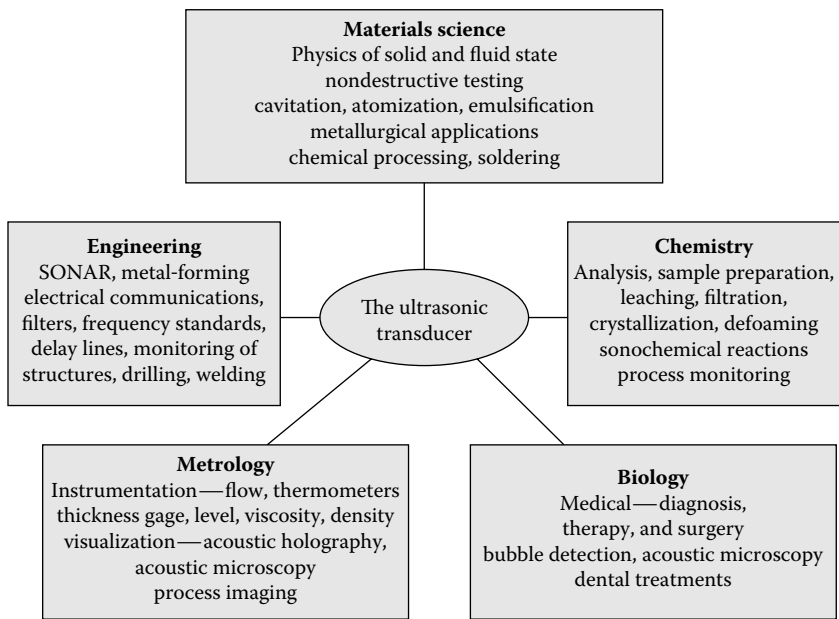 Materials science
Physics of solid and fluid state
nondestructive testing
cavitation, atomization, emulsification
metallurgical applications
chemical processing, soldering
Engineering
SONAR, metal-forming
electrical communications,
filters, frequency standards,
delay lines, monitoring of
structures, drilling, welding
The ultrasonic
transducer
Chemistry
Analysis, sample preparation,
leaching, filtration,
crystallization, defoaming
sonochemical reactions
process monitoring
Metrology
Instrumentation—flow, thermometers
thickness gage, level, viscosity, density
visualization—acoustic holography,
acoustic microscopy
process imaging
Biology
Medical—diagnosis,
therapy, and surgery
bubble detection, acoustic microscopy
dental treatments